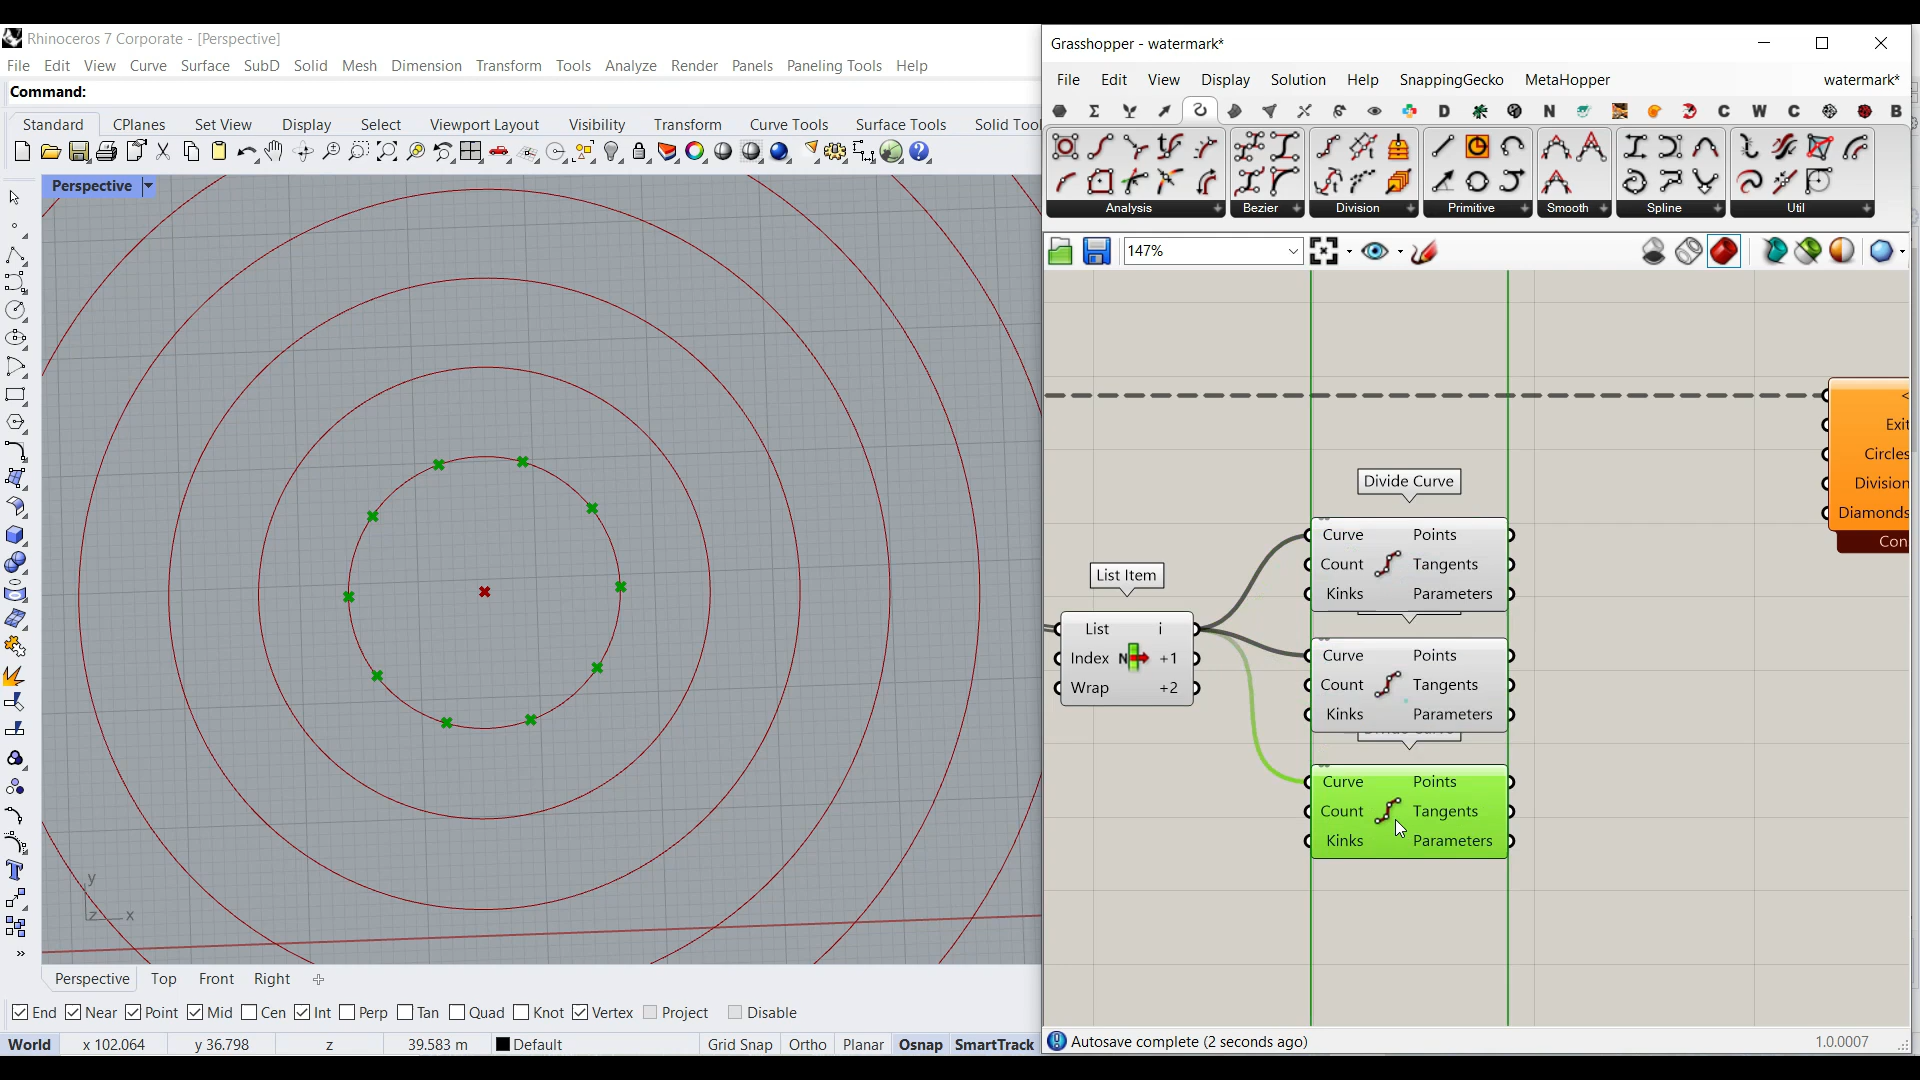 Rhinoceros 7 Corporate - [Perspective]
File Edit View Curve Surface SubD Solid Mesh Dimension Transform Tools Analyze Render Panels Paneling Tools Help
Command:
Standard CPlanes Set View Display Select Viewport Layout Visibility Transform Curve Tools Surface Tools Solid Tool
Perspective
y
z x
Perspective Top Front Right
End Near Point Mid Cen Int Perp Tan Quad Knot Vertex Project Disable
World x 102.064 y 36.798 z 39.583 m Default Grid Snap Ortho Planar Osnap SmartTrack
Grasshopper - watermark*
File Edit View Display Solution Help SnappingGecko MetaHopper watermark*
D N C W C B
Analysis Bezier Division Primitive Smooth Spline Util
147%
<
Exit
Circles
Division
Diamonds
Con
Divide Curve
Curve Points
Count Tangents
Kinks Parameters
List Item
List i
Index N +1
Wrap +2
Curve Points
Count Tangents
Kinks Parameters
Curve Points
Count Tangents
Kinks Parameters
Autosave complete (2 seconds ago)
1.0.0007